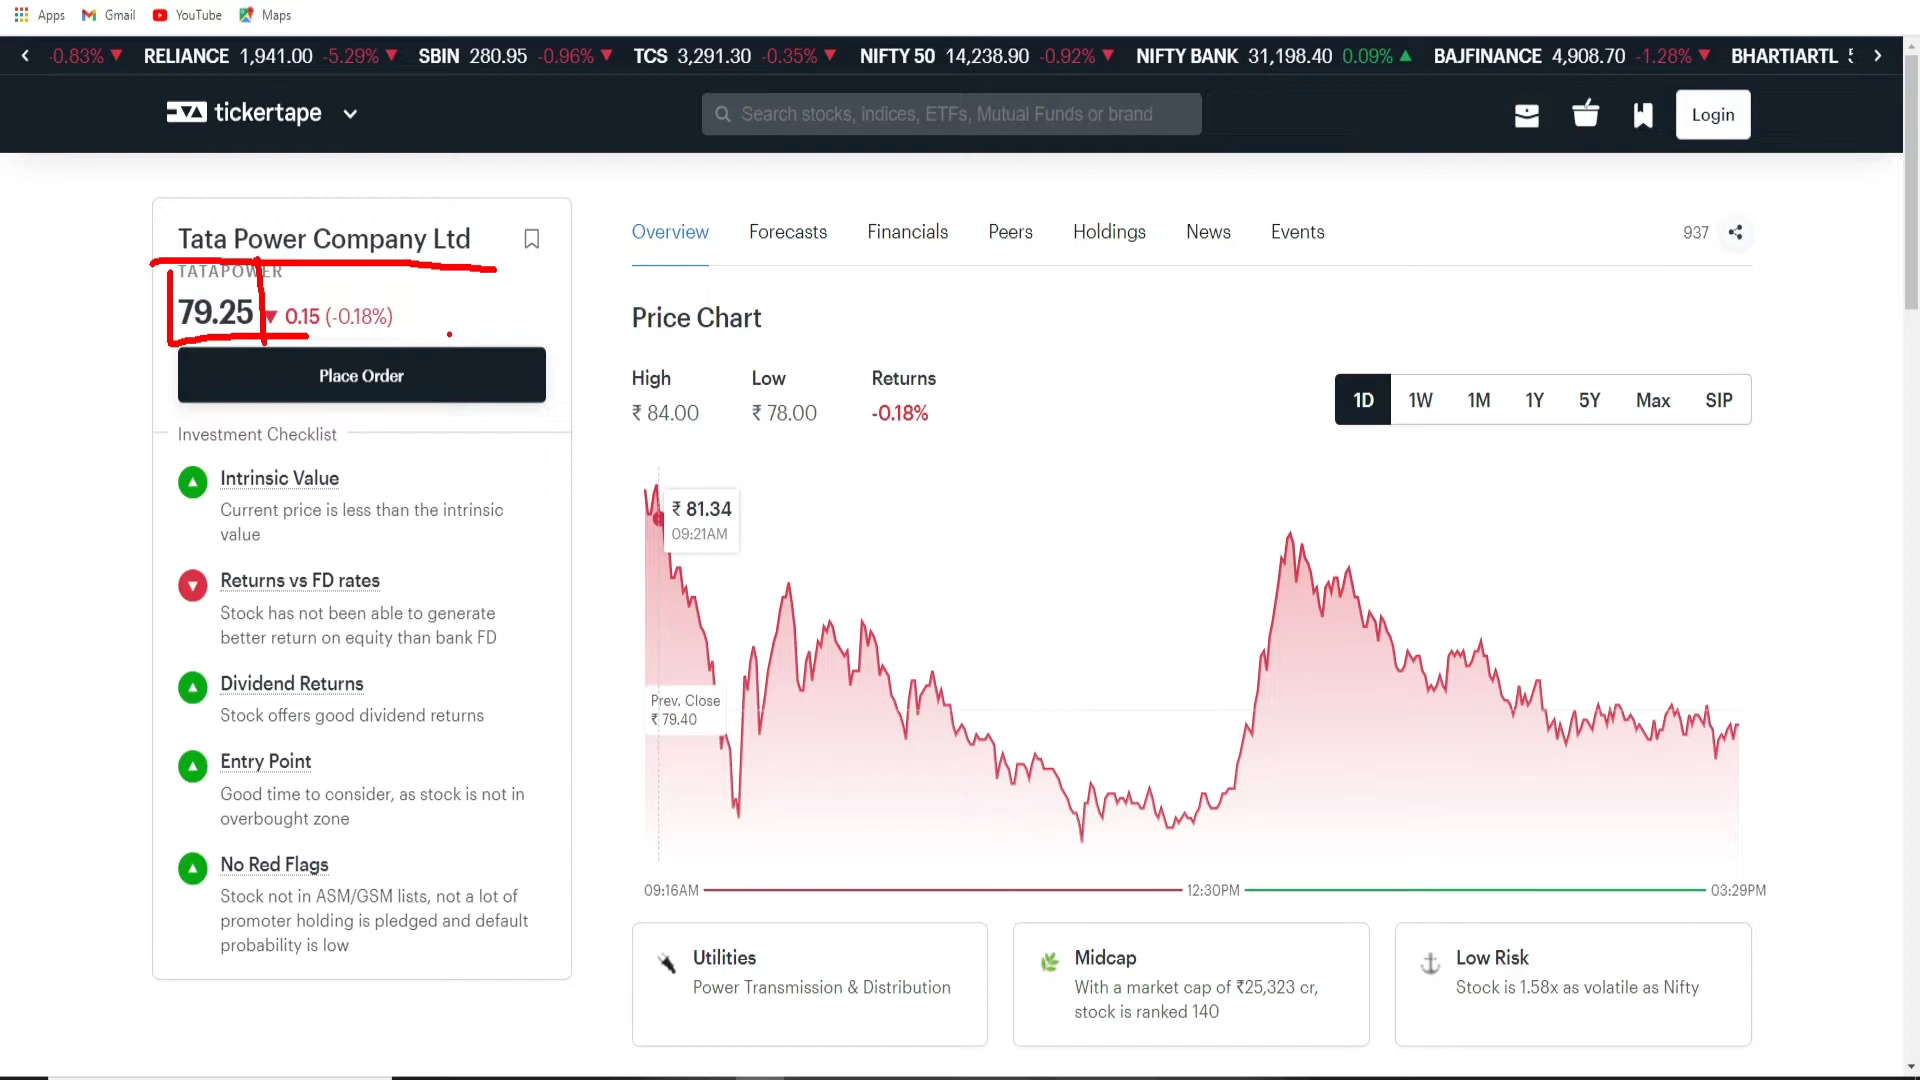 Apps Gmail YouTube Maps
-0.83% RELIANCE 1,941.00 -5.29% SBIN 280.95 -0.96% TCS 3,291.30 -0.35% NIFTY 50 14,238.90 -0.92% NIFTY BANK 31,198.40 0.09% BAJFINANCE 4,908.70 -1.28% BHARTIARTL
tickertape Search stocks, indices, ETFs, Mutual Funds or brand Login
Tata Power Company Ltd
TATAPOWER
79.25 0.15 (-0.18%)
Place Order
Investment Checklist
Intrinsic Value
Current price is less than the intrinsic
value
Returns vs FD rates
Stock has not been able to generate
better return on equity than bank FD
Dividend Returns
Stock offers good dividend returns
Entry Point
Good time to consider, as stock is not in
overbought zone
No Red Flags
Stock not in ASM/GSM lists, not a lot of
promoter holding is pledged and default
probability is low
Overview Forecasts Financials Peers Holdings News Events 937
Price Chart
High Low Returns
₹ 84.00 ₹ 78.00 -0.18%
1D 1W 1M 1Y 5Y Max SIP
₹ 81.34
09:21AM
Prev. Close
₹ 79.40
09:16AM 12:30PM 03:29PM
Utilities
Power Transmission & Distribution
Midcap
With a market cap of ₹25,323 cr,
stock is ranked 140
Low Risk
Stock is 1.58x as volatile as Nifty